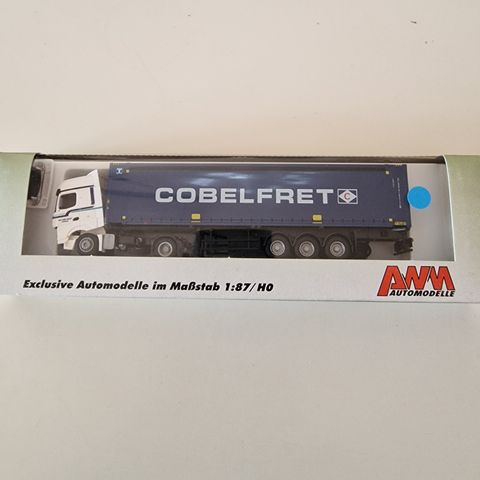 COBELFRET
C
Exclusive Automodelle im Maßstab 1:87/H0
AWM
AUTOMODELLE